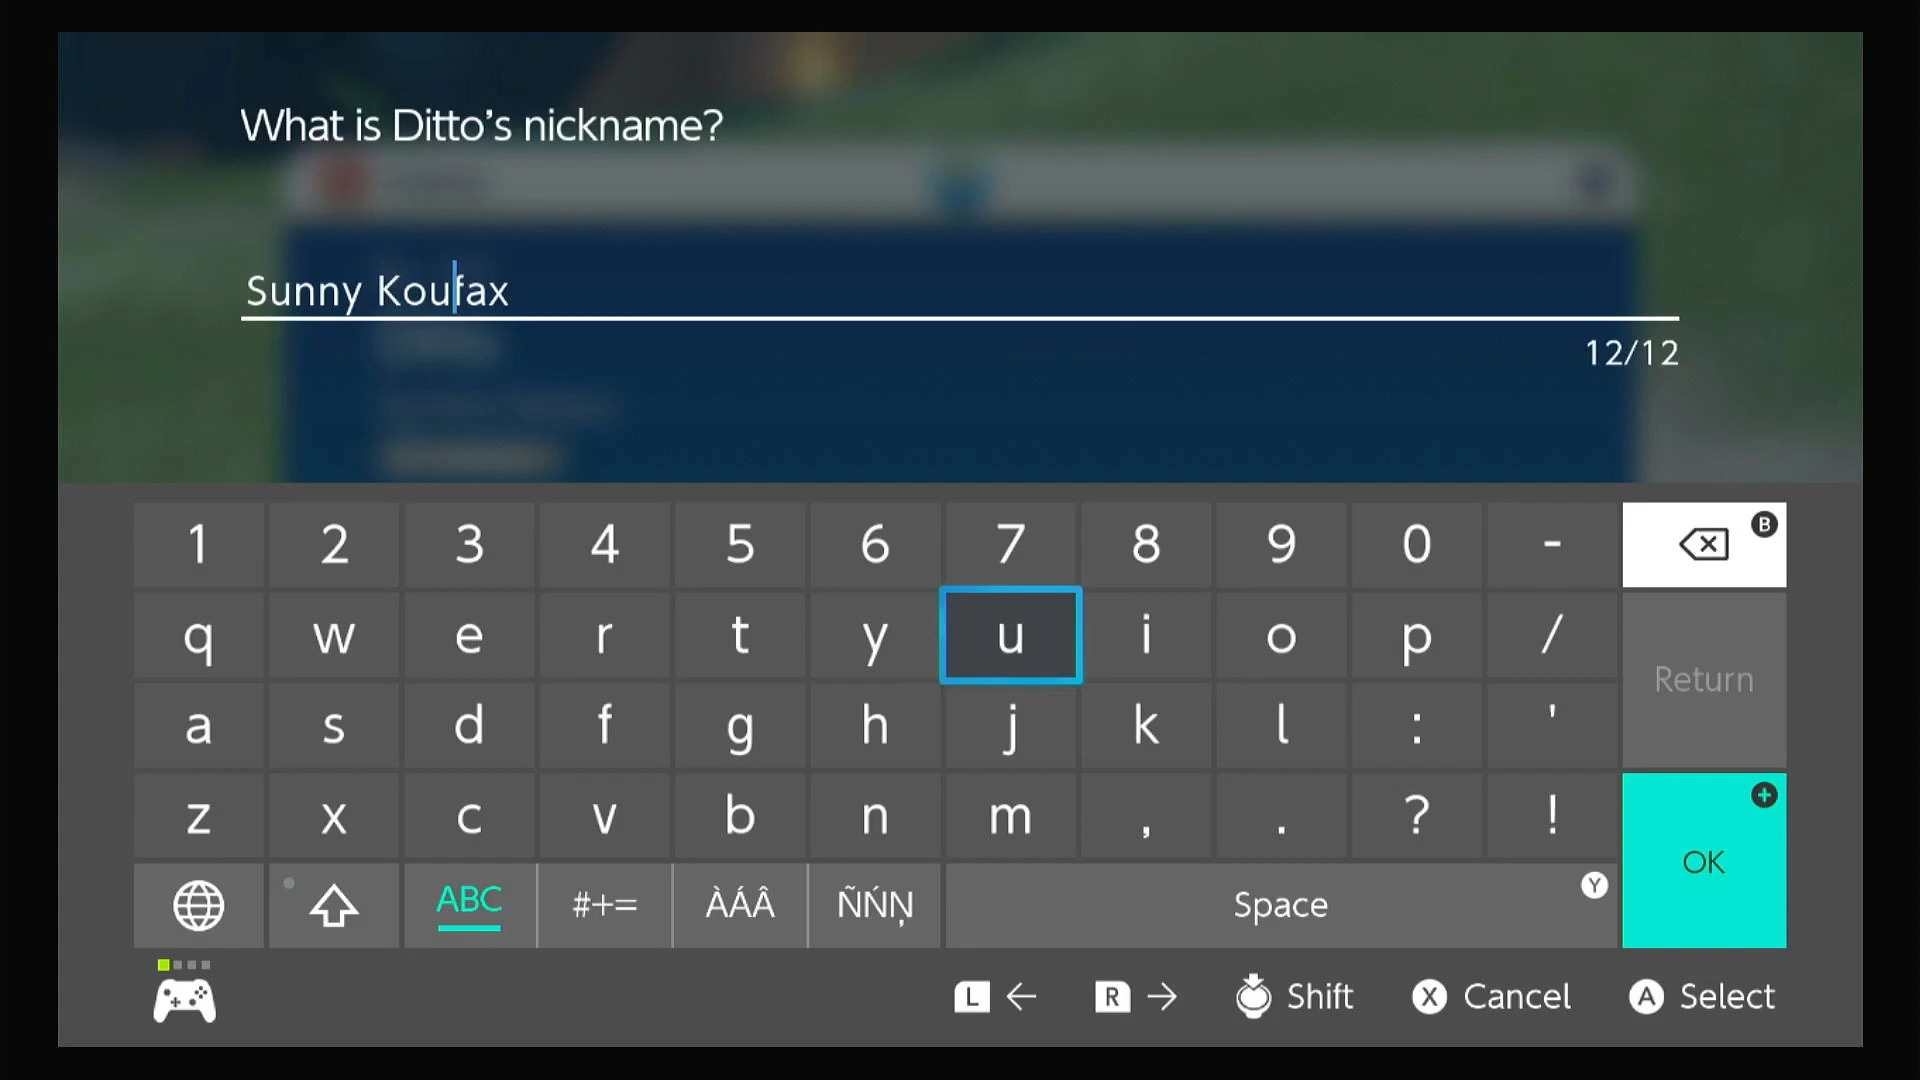 What is Ditto's nickname?
Sunny Koufax
12/12
1 2 3 4 5 6 7 8 9 0 - B
q w e r t y u i o p /
Return
a s d f g h j k l : '
z x c v b n m , . ? ! +
OK
ABC #+= ÀÁÂ ÑŃŅ Space Y
L ← R → Shift X Cancel A Select